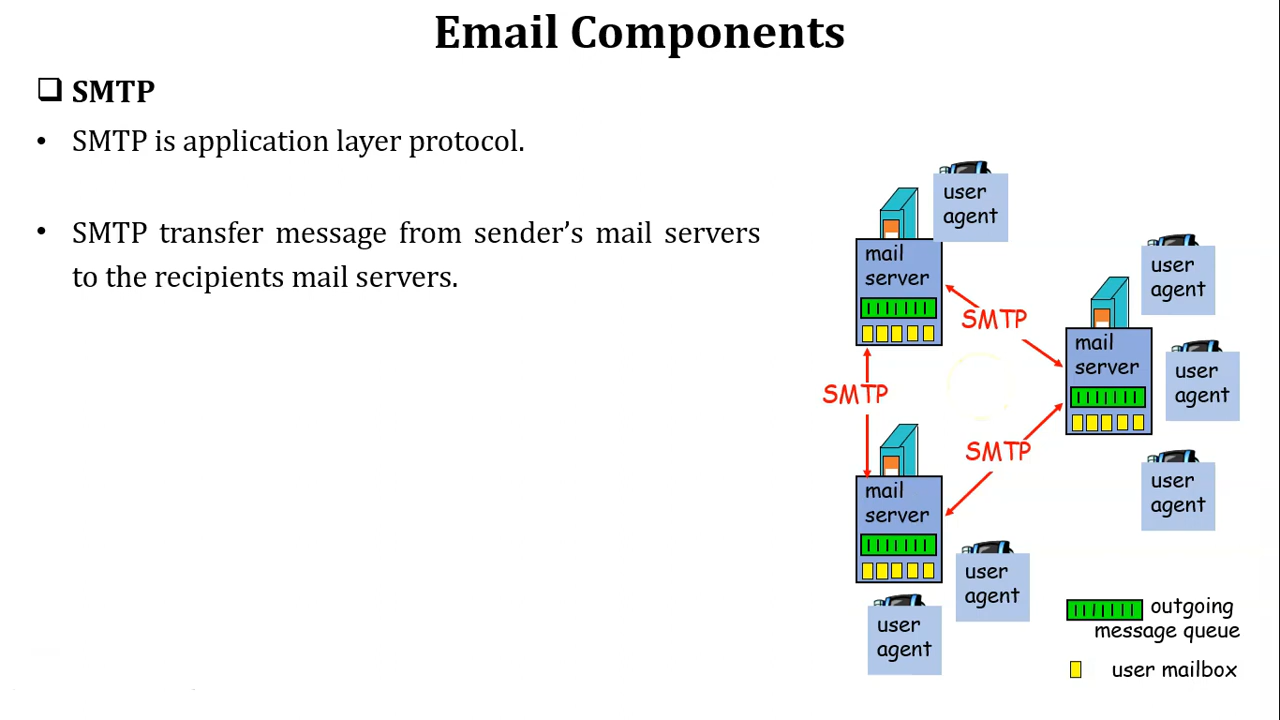 Email Components
❑ SMTP
• SMTP is application layer protocol.
• SMTP transfer message from sender’s mail servers
to the recipients mail servers.
user
agent
mail
server
SMTP
user
agent
mail
server
user
agent
SMTP
SMTP
user
agent
mail
server
user
agent
user
agent
outgoing
message queue
user mailbox